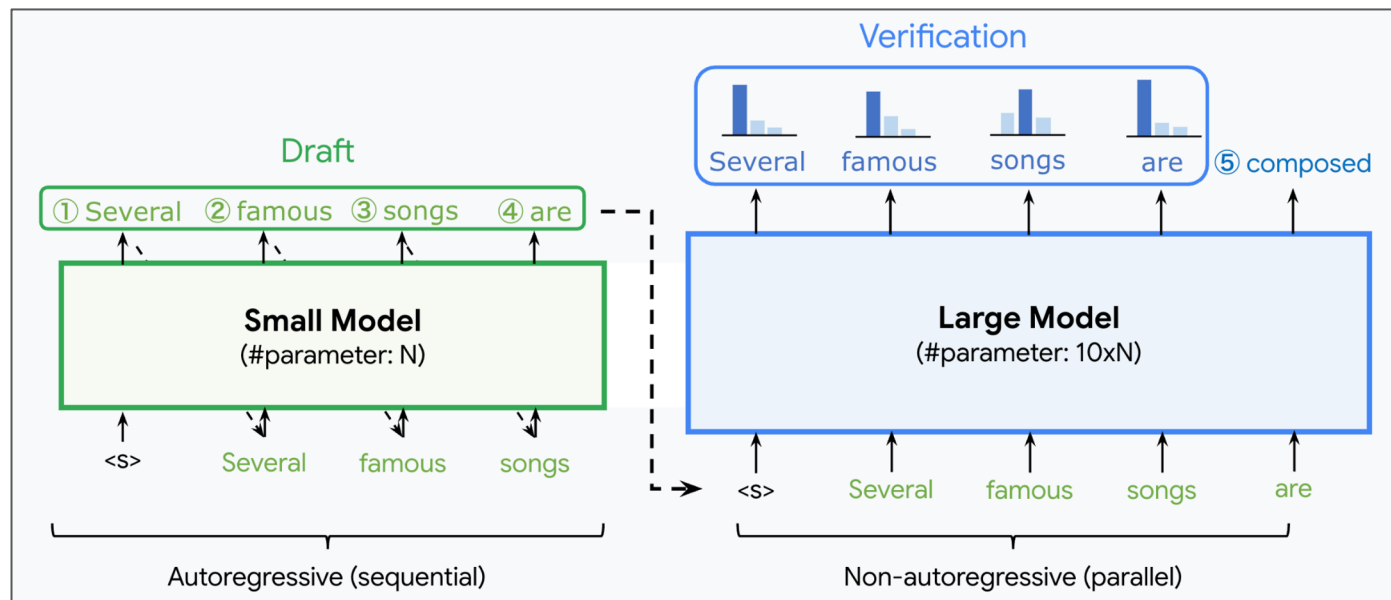 Draft
① Several ② famous ③ songs ④ are
Small Model
(#parameter: N)
<s> Several famous songs
Autoregressive (sequential)
Verification
Several famous songs are ⑤ composed
Large Model
(#parameter: 10xN)
<s> Several famous songs are
Non-autoregressive (parallel)